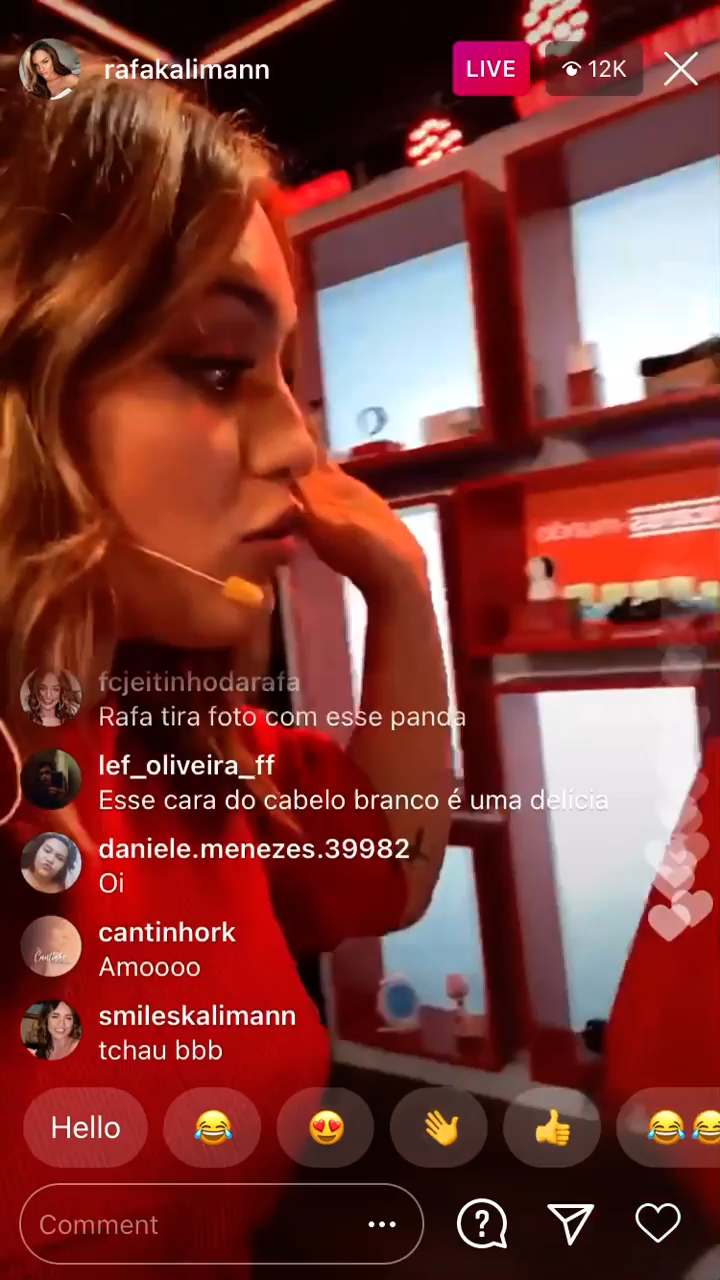 rafakalimann
LIVE
12K
fcjeitinhodarafa
Rafa tira foto com esse panda
lef_oliveira_ff
Esse cara do cabelo branco é uma delícia
daniele.menezes.39982
Oi
cantinhork
Amoooo
smileskalimann
tchau bbb
Hello
Comment